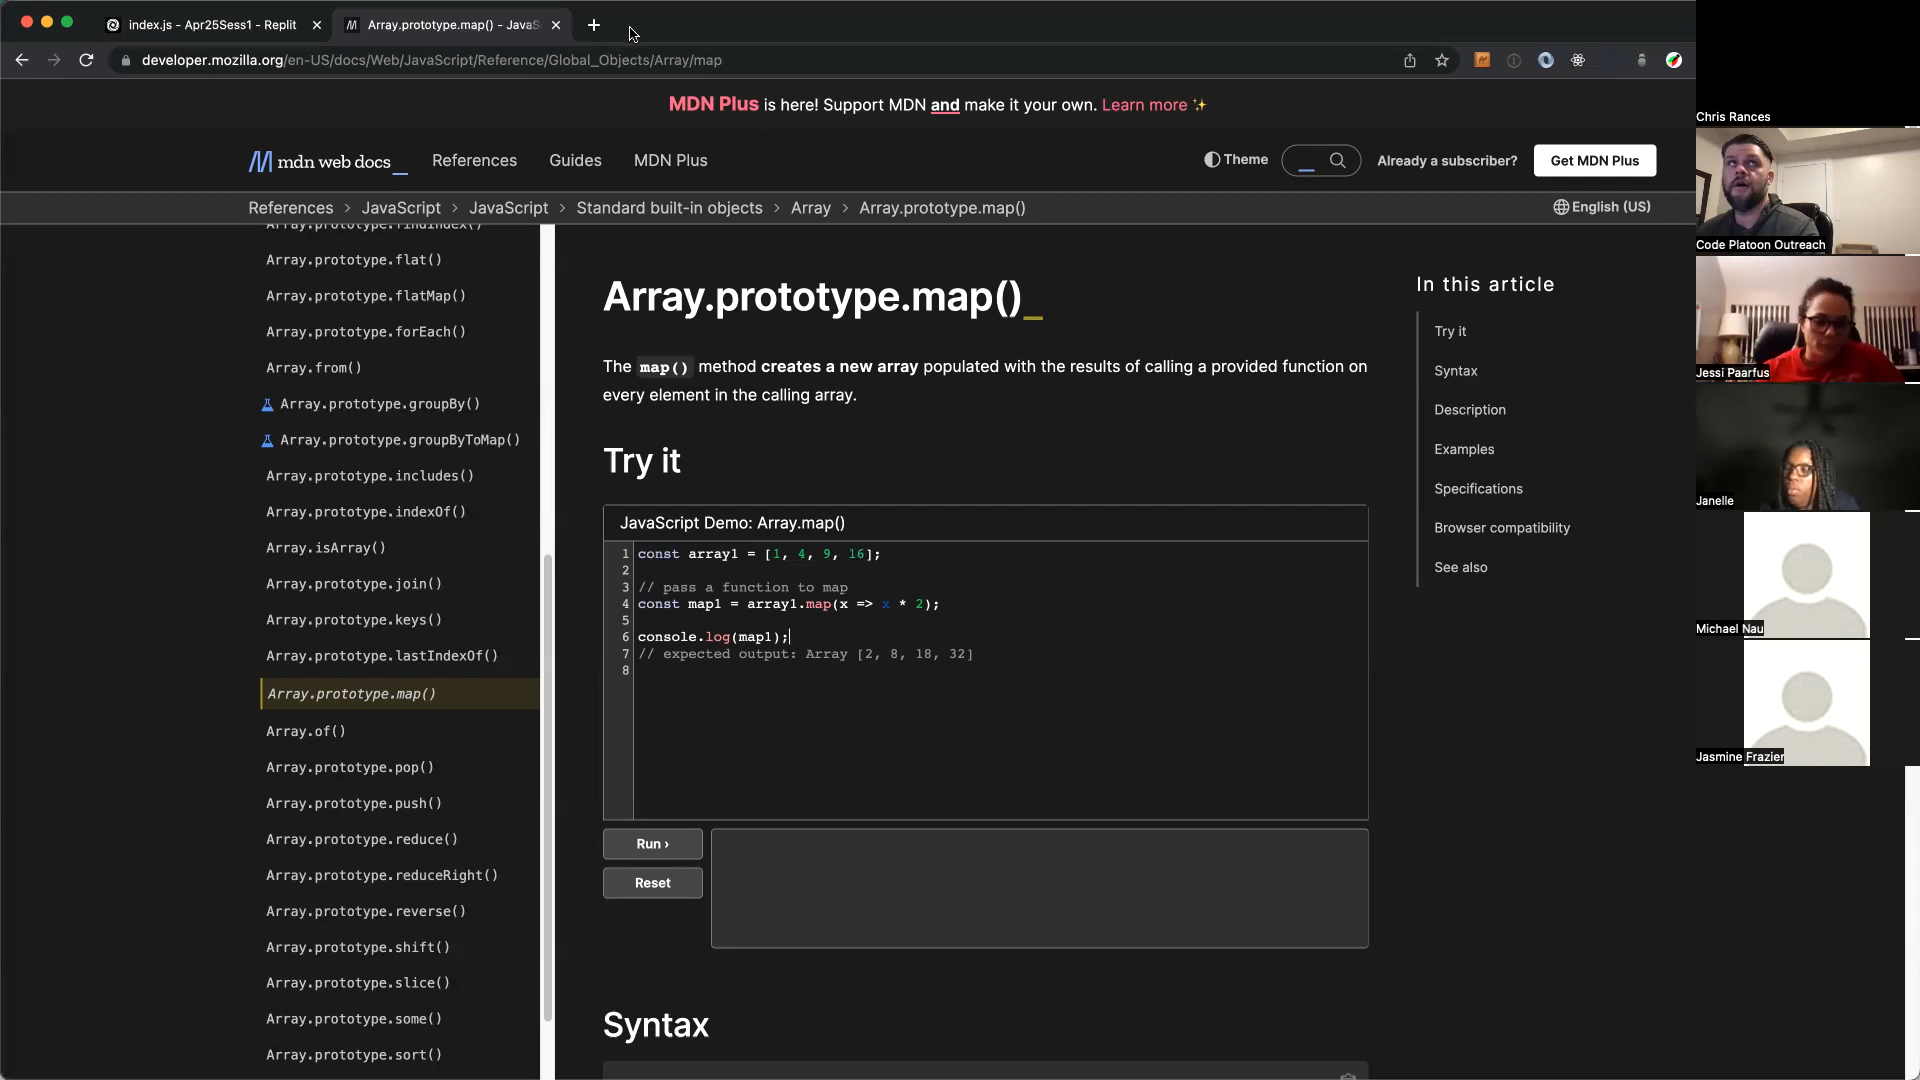 index.js - Apr25Sess1 - Replit
Array.prototype.map() - JavaS
developer.mozilla.org/en-US/docs/Web/JavaScript/Reference/Global_Objects/Array/map
MDN Plus is here! Support MDN and make it your own. Learn more ✨
mdn web docs_
References
Guides
MDN Plus
Theme
Already a subscriber?
Get MDN Plus
References > JavaScript > JavaScript > Standard built-in objects > Array > Array.prototype.map()
English (US)
Array.prototype.findIndex()
Array.prototype.flat()
Array.prototype.flatMap()
Array.prototype.forEach()
Array.from()
Array.prototype.groupBy()
Array.prototype.groupByToMap()
Array.prototype.includes()
Array.prototype.indexOf()
Array.isArray()
Array.prototype.join()
Array.prototype.keys()
Array.prototype.lastIndexOf()
Array.prototype.map()
Array.of()
Array.prototype.pop()
Array.prototype.push()
Array.prototype.reduce()
Array.prototype.reduceRight()
Array.prototype.reverse()
Array.prototype.shift()
Array.prototype.slice()
Array.prototype.some()
Array.prototype.sort()
Array.prototype.map()_
The map() method creates a new array populated with the results of calling a provided function on
every element in the calling array.
Try it
JavaScript Demo: Array.map()
1 const array1 = [1, 4, 9, 16];
2
3 // pass a function to map
4 const map1 = array1.map(x => x * 2);
5
6 console.log(map1);
7 // expected output: Array [2, 8, 18, 32]
8
Run ›
Reset
Syntax
In this article
Try it
Syntax
Description
Examples
Specifications
Browser compatibility
See also
Chris Rances
Code Platoon Outreach
Jessi Paarfus
Janelle
Michael Nau
Jasmine Frazier